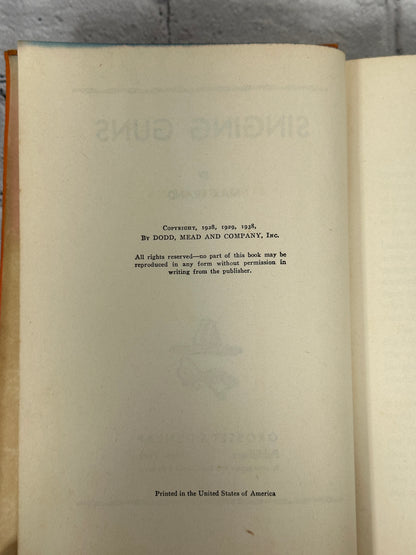 Copyright, 1928, 1929, 1938,
By DODD, MEAD AND COMPANY, Inc.
All rights reserved—no part of this book may be
reproduced in any form without permission in
writing from the publisher.
Printed in the United States of America